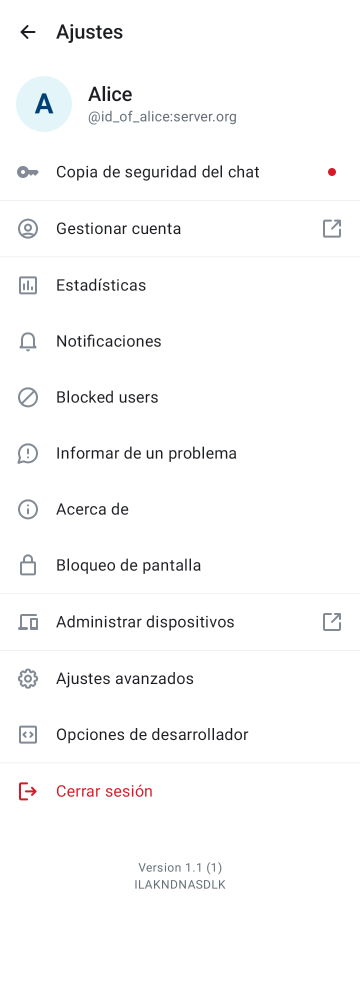 Ajustes
A
Alice
@id_of_alice:server.org
Copia de seguridad del chat
Gestionar cuenta
Estadísticas
Notificaciones
Blocked users
Informar de un problema
Acerca de
Bloqueo de pantalla
Administrar dispositivos
Ajustes avanzados
Opciones de desarrollador
Cerrar sesión
Version 1.1 (1)
ILAKNDNASDLK